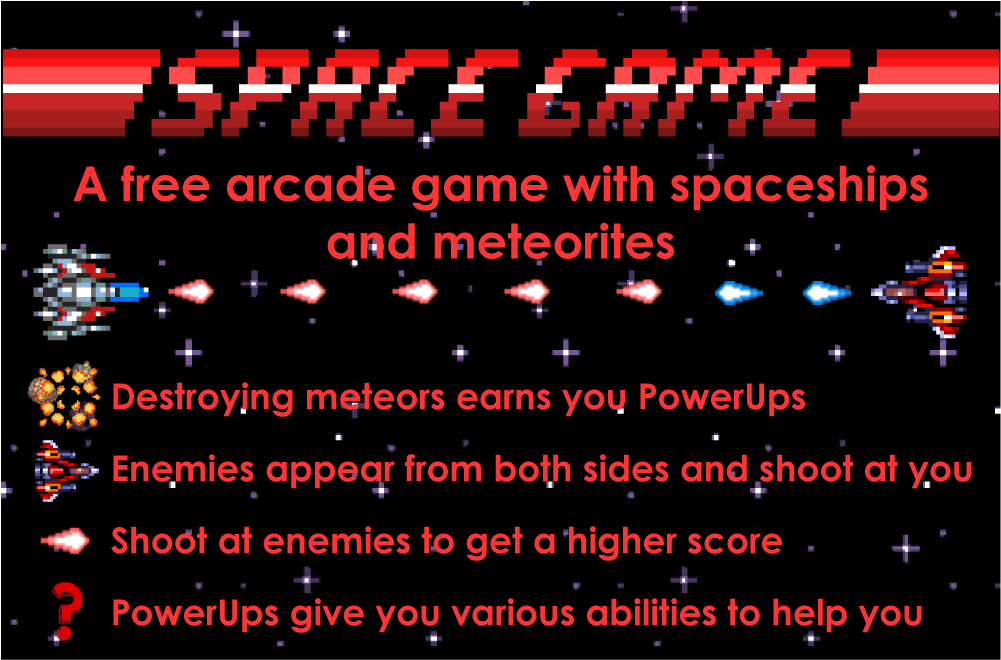 SPACE GAME
A free arcade game with spaceships
and meteorites
Destroying meteors earns you PowerUps
Enemies appear from both sides and shoot at you
Shoot at enemies to get a higher score
?
PowerUps give you various abilities to help you